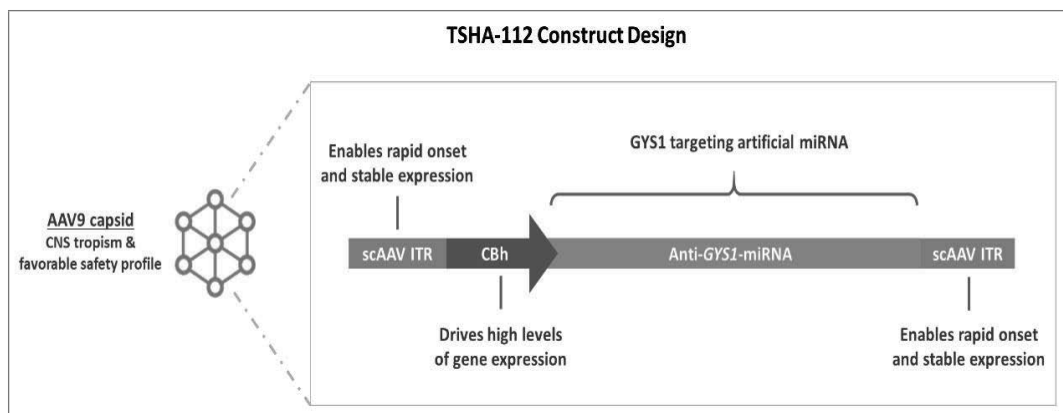 TSHA-112 Construct Design
Enables rapid onset
and stable expression
GYS1 targeting artificial miRNA
AAV9 capsid
CNS tropism &
favorable safety profile
scAAV ITR
CBh
Anti-GYS1-miRNA
scAAV ITR
Drives high levels
of gene expression
Enables rapid onset
and stable expression